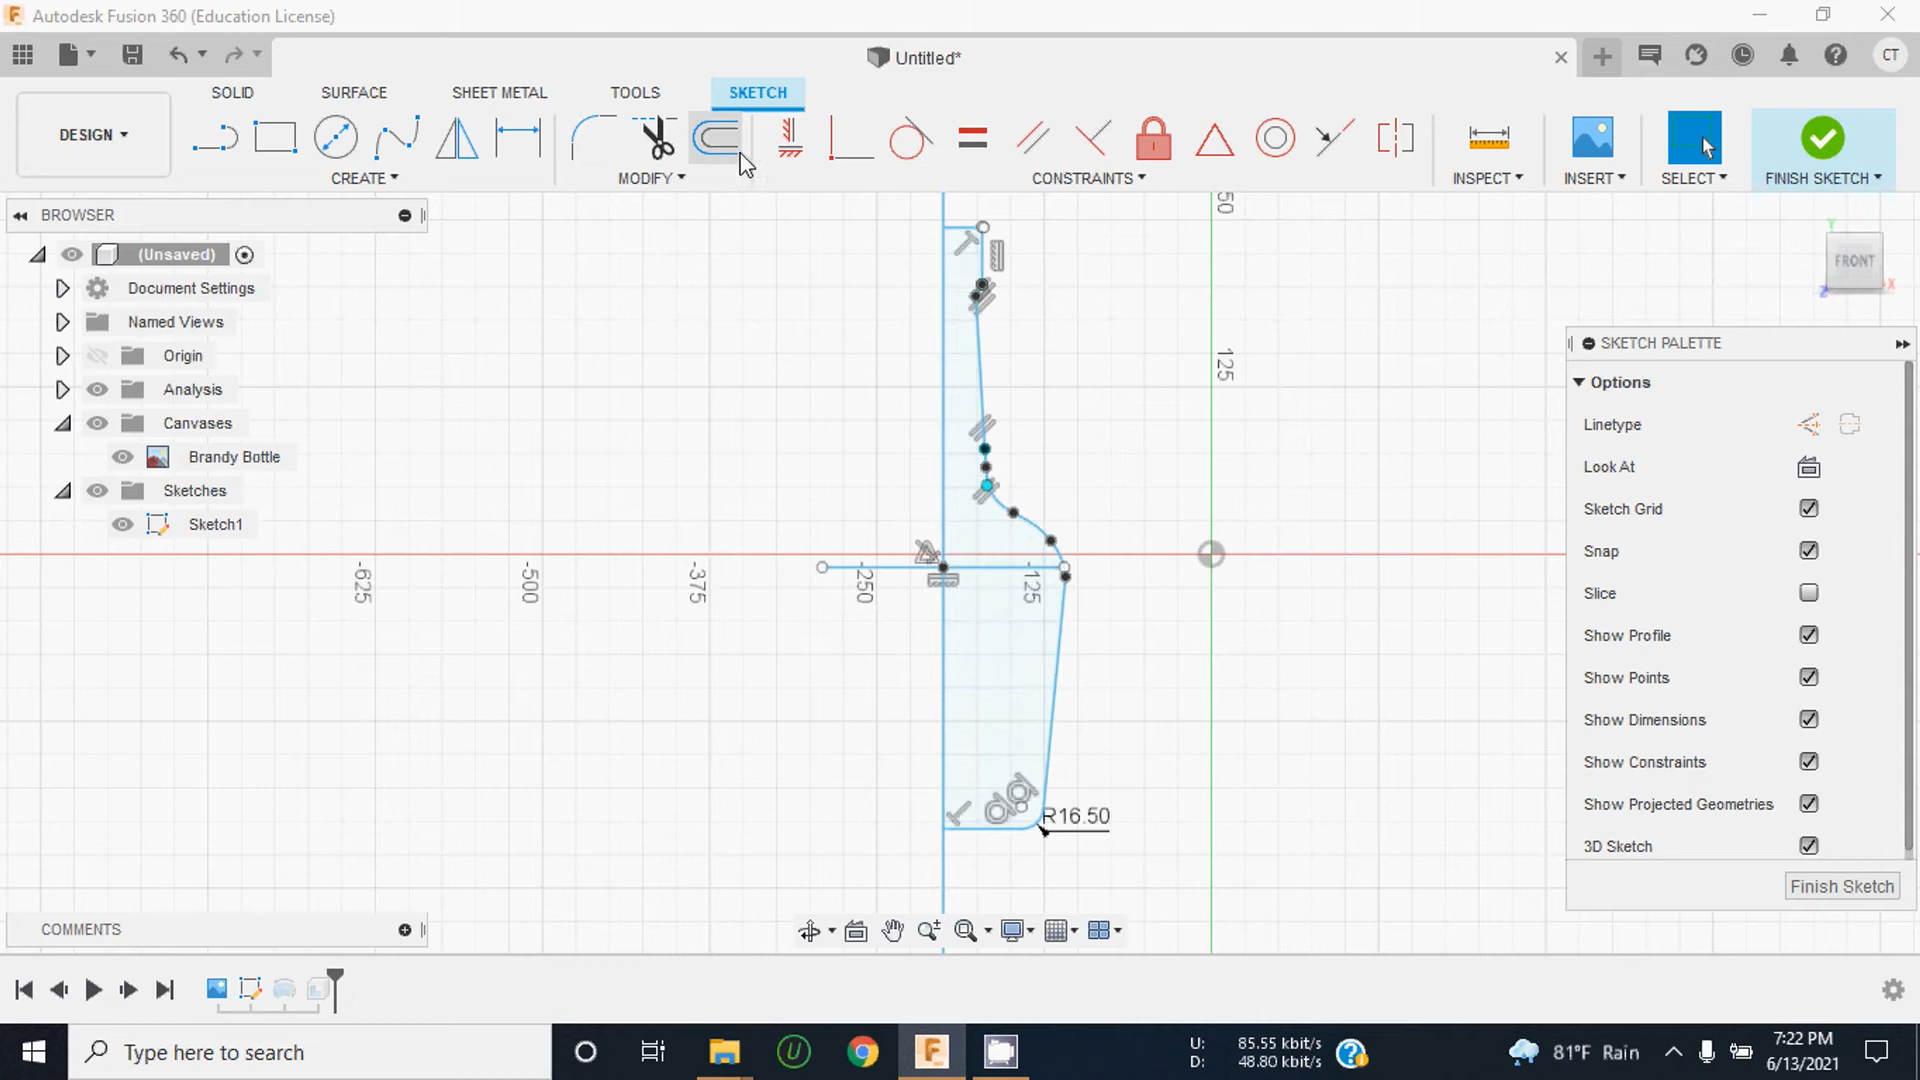 Autodesk Fusion 360 (Education License)
Untitled*
CT
DESIGN
SOLID
SURFACE
SHEET METAL
TOOLS
SKETCH
CREATE
MODIFY
CONSTRAINTS
INSPECT
INSERT
SELECT
FINISH SKETCH
BROWSER
(Unsaved)
Document Settings
Named Views
Origin
Analysis
Canvases
Brandy Bottle
Sketches
Sketch1
50
125
-625
-500
-375
-250
-125
R16.50
FRONT
Y
X
Z
SKETCH PALETTE
Options
Linetype
Look At
Sketch Grid
Snap
Slice
Show Profile
Show Points
Show Dimensions
Show Constraints
Show Projected Geometries
3D Sketch
Finish Sketch
COMMENTS
Type here to search
U: 85.55 kbit/s
D: 48.80 kbit/s
81°F Rain
7:22 PM
6/13/2021